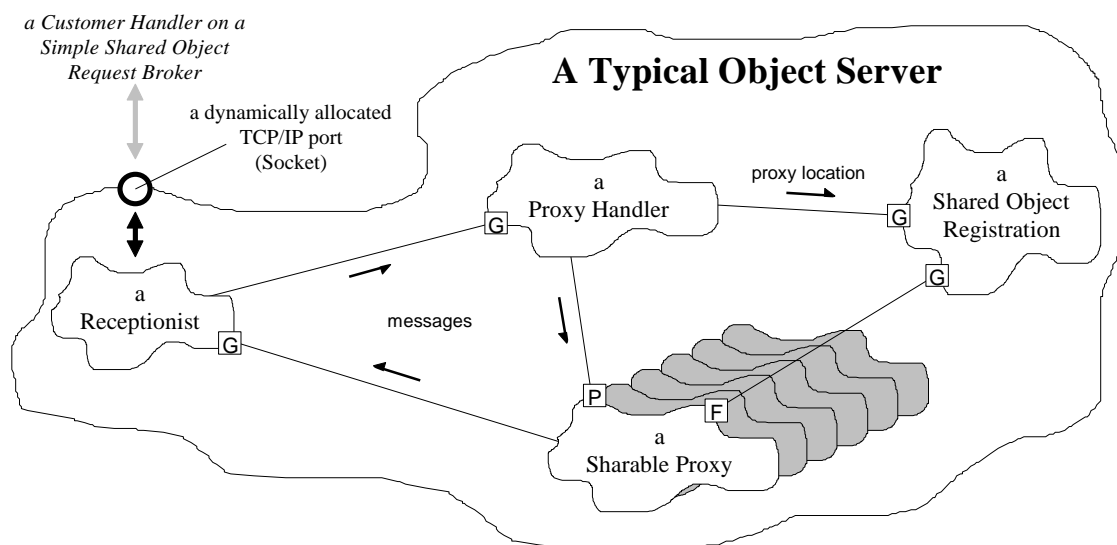 a Customer Handler on a
Simple Shared Object
Request Broker
A Typical Object Server
a dynamically allocated
TCP/IP port
(Socket)
a
Proxy Handler
G
proxy location
a
Shared Object
Registration
G
G
a
Receptionist
G
messages
P
F
a
Sharable Proxy